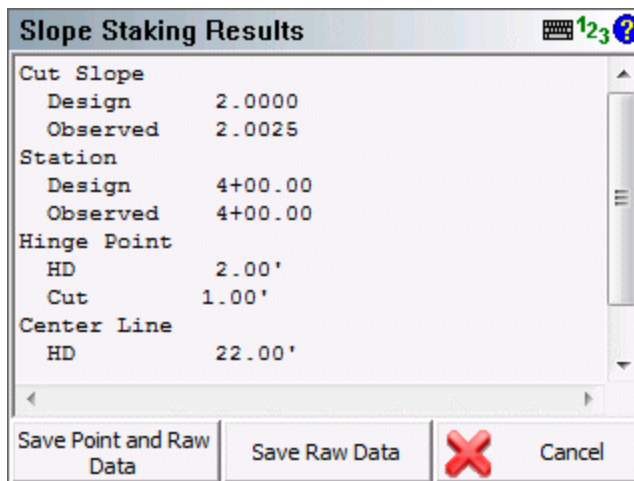 Slope Staking Results 123 ?
Cut Slope
Design 2.0000
Observed 2.0025
Station
Design 4+00.00
Observed 4+00.00
Hinge Point
HD 2.00'
Cut 1.00'
Center Line
HD 22.00'
Save Point and Raw
Data
Save Raw Data
Cancel